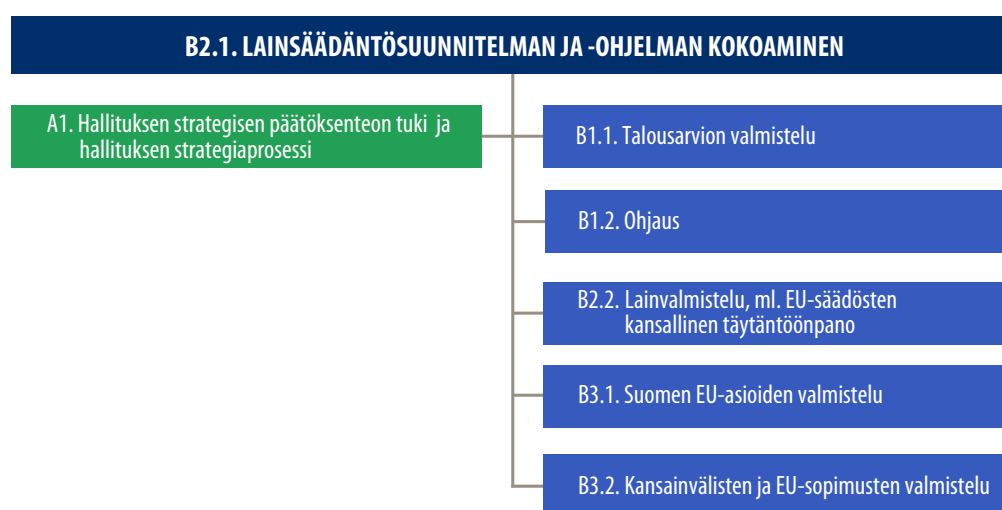 B2.1. LAINSÄÄDÄNTÖSUUNNITELMAN JA -OHJELMAN KOKOAMINEN
A1. Hallituksen strategisen päätöksenteon tuki ja
hallituksen strategiaprosessi
B1.1. Talousarvion valmistelu
B1.2. Ohjaus
B2.2. Lainvalmistelu, ml. EU-säädösten
kansallinen täytäntöönpano
B3.1. Suomen EU-asioiden valmistelu
B3.2. Kansainvälisten ja EU-sopimusten valmistelu